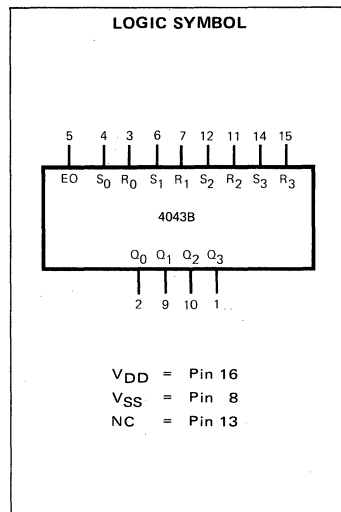 LOGIC SYMBOL
5 4 3 6 7 12 11 14 15
EO S0 R0 S1 R1 S2 R2 S3 R3
4043B
Q0 Q1 Q2 Q3
2 9 10 1
VDD = Pin 16
VSS = Pin 8
NC = Pin 13